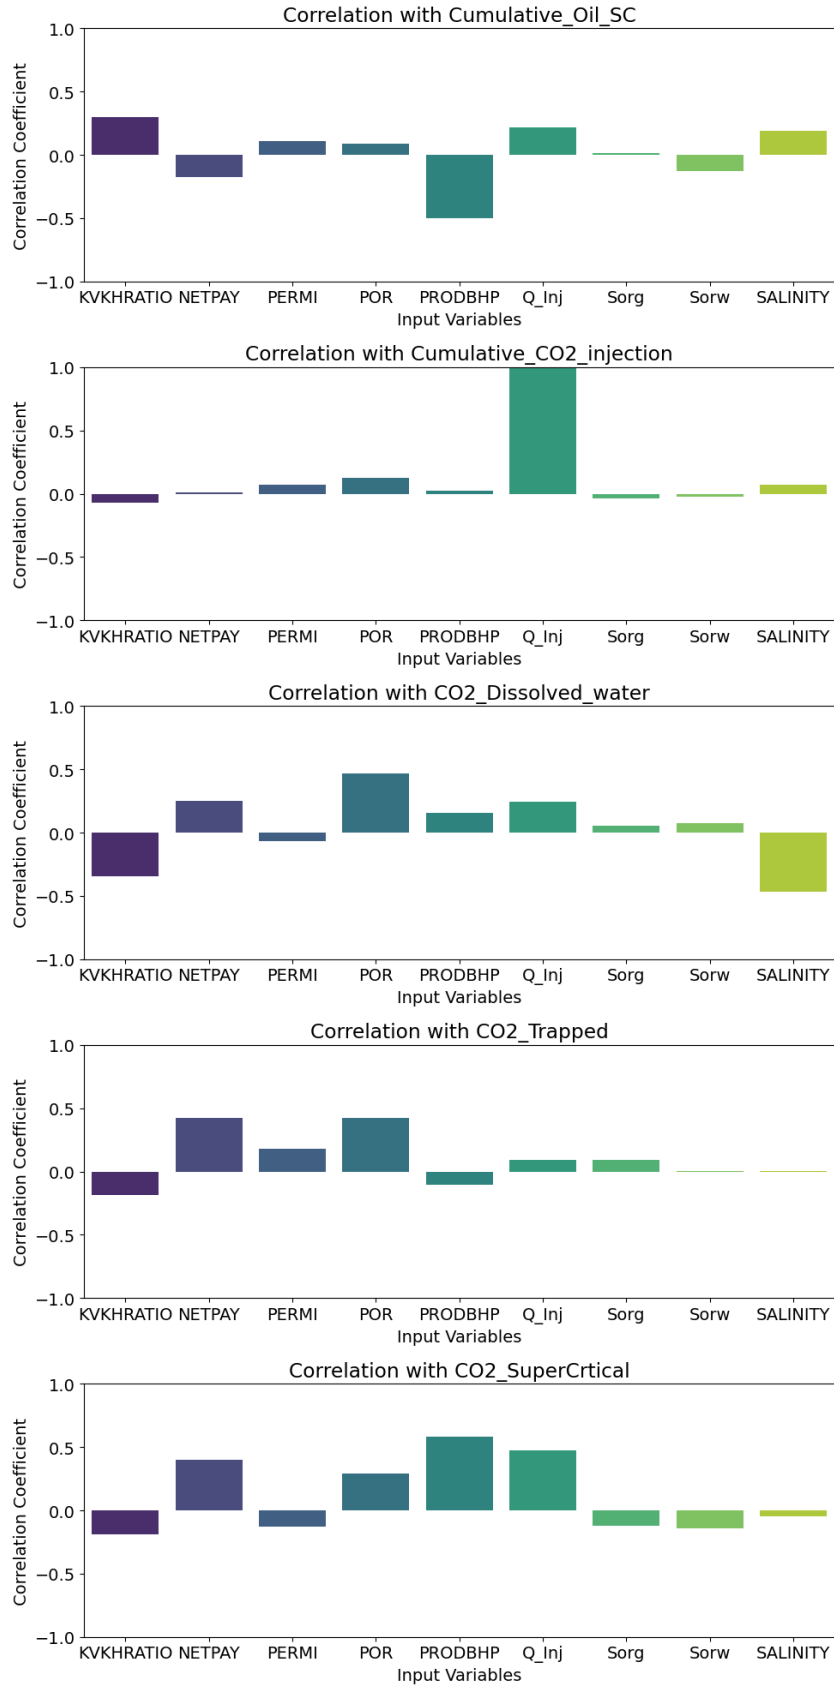 Correlation with Cumulative_Oil_SC
1.0
0.5
0.0
−0.5
−1.0
Correlation Coefficient
KVKHRATIO NETPAY PERMI POR PRODBHP Q_Inj Sorg Sorw SALINITY
Input Variables
Correlation with Cumulative_CO2_injection
1.0
0.5
0.0
−0.5
−1.0
Correlation Coefficient
KVKHRATIO NETPAY PERMI POR PRODBHP Q_Inj Sorg Sorw SALINITY
Input Variables
Correlation with CO2_Dissolved_water
1.0
0.5
0.0
−0.5
−1.0
Correlation Coefficient
KVKHRATIO NETPAY PERMI POR PRODBHP Q_Inj Sorg Sorw SALINITY
Input Variables
Correlation with CO2_Trapped
1.0
0.5
0.0
−0.5
−1.0
Correlation Coefficient
KVKHRATIO NETPAY PERMI POR PRODBHP Q_Inj Sorg Sorw SALINITY
Input Variables
Correlation with CO2_SuperCrtical
1.0
0.5
0.0
−0.5
−1.0
Correlation Coefficient
KVKHRATIO NETPAY PERMI POR PRODBHP Q_Inj Sorg Sorw SALINITY
Input Variables